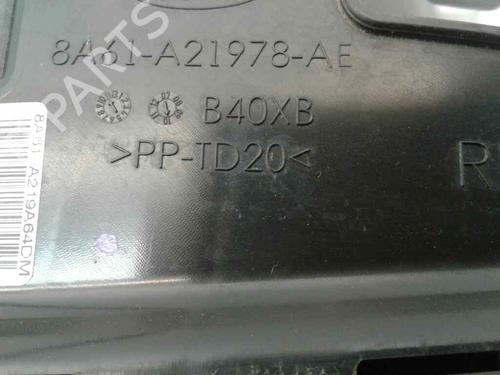 8A61-A21978-AE
B40XB
>PP-TD20<
R
8A61 A219A64DM
PARTS